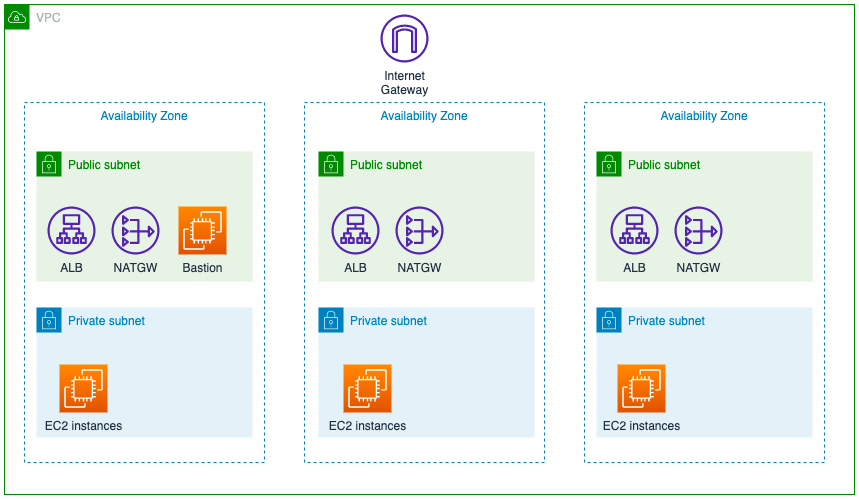 VPC
Internet
Gateway
Availability Zone
Availability Zone
Availability Zone
Public subnet
Public subnet
Public subnet
ALB
NATGW
Bastion
ALB
NATGW
ALB
NATGW
Private subnet
Private subnet
Private subnet
EC2 instances
EC2 instances
EC2 instances